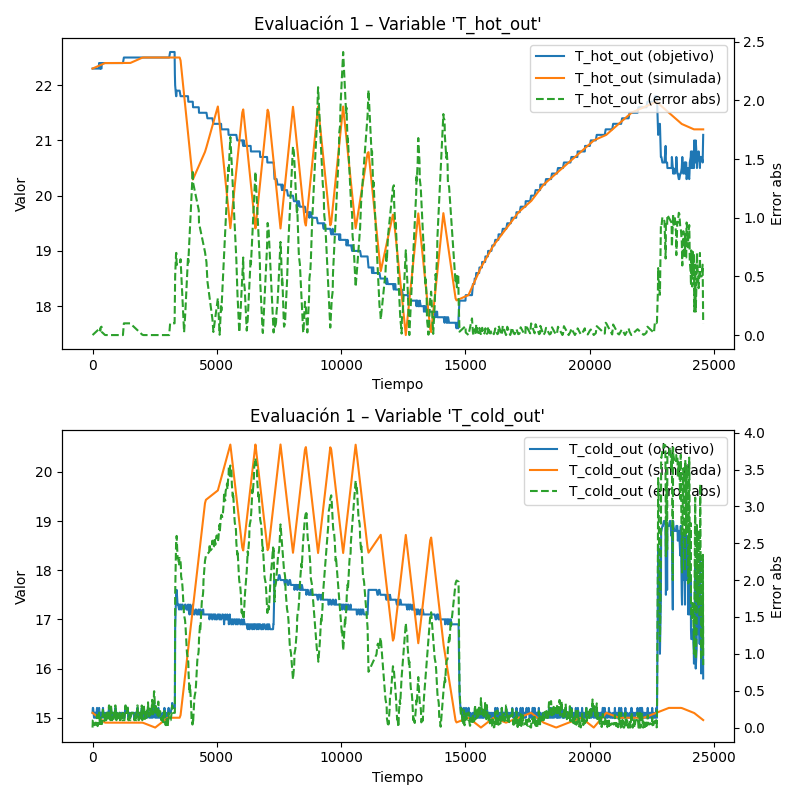 Evaluación 1 – Variable 'T_hot_out'
T_hot_out (objetivo)
T_hot_out (simulada)
T_hot_out (error abs)
Valor
22
21
20
19
18
2.5
2.0
1.5
1.0
0.5
0.0
Error abs
0 5000 10000 15000 20000 25000
Tiempo
Evaluación 1 – Variable 'T_cold_out'
T_cold_out (objetivo)
T_cold_out (simulada)
T_cold_out (error abs)
Valor
20
19
18
17
16
15
4.0
3.5
3.0
2.5
2.0
1.5
1.0
0.5
0.0
Error abs
0 5000 10000 15000 20000 25000
Tiempo